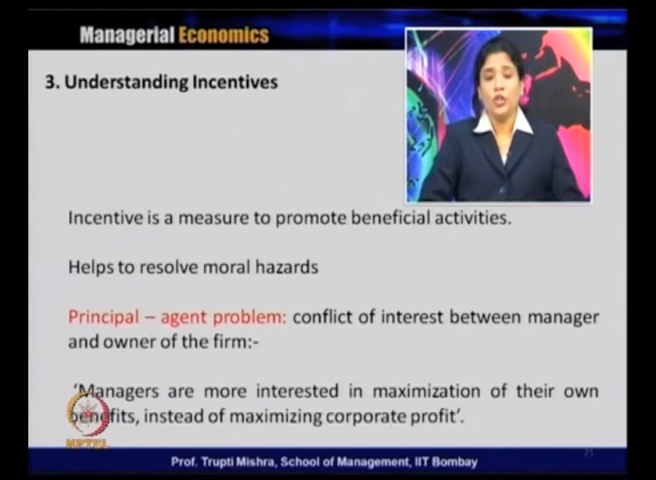 Managerial Economics
3. Understanding Incentives
Incentive is a measure to promote beneficial activities.
Helps to resolve moral hazards
Principal – agent problem: conflict of interest between manager
and owner of the firm:-
‘Managers are more interested in maximization of their own
benefits, instead of maximizing corporate profit’.
NPTEL
Prof. Trupti Mishra, School of Management, IIT Bombay